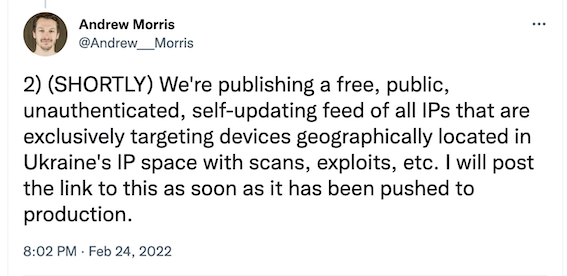 Andrew Morris
@Andrew__Morris
2) (SHORTLY) We're publishing a free, public,
unauthenticated, self-updating feed of all IPs that are
exclusively targeting devices geographically located in
Ukraine's IP space with scans, exploits, etc. I will post
the link to this as soon as it has been pushed to
production.
8:02 PM · Feb 24, 2022